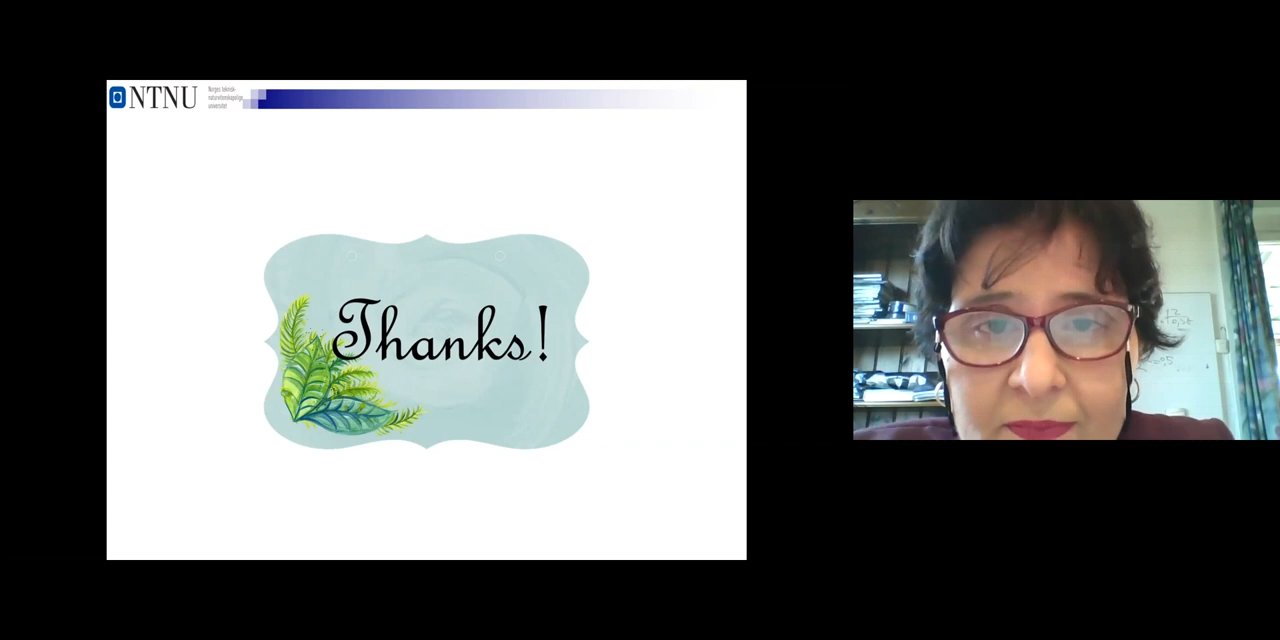 NTNU
Norges teknisk-
naturvitenskapelige
universitet
Thanks!